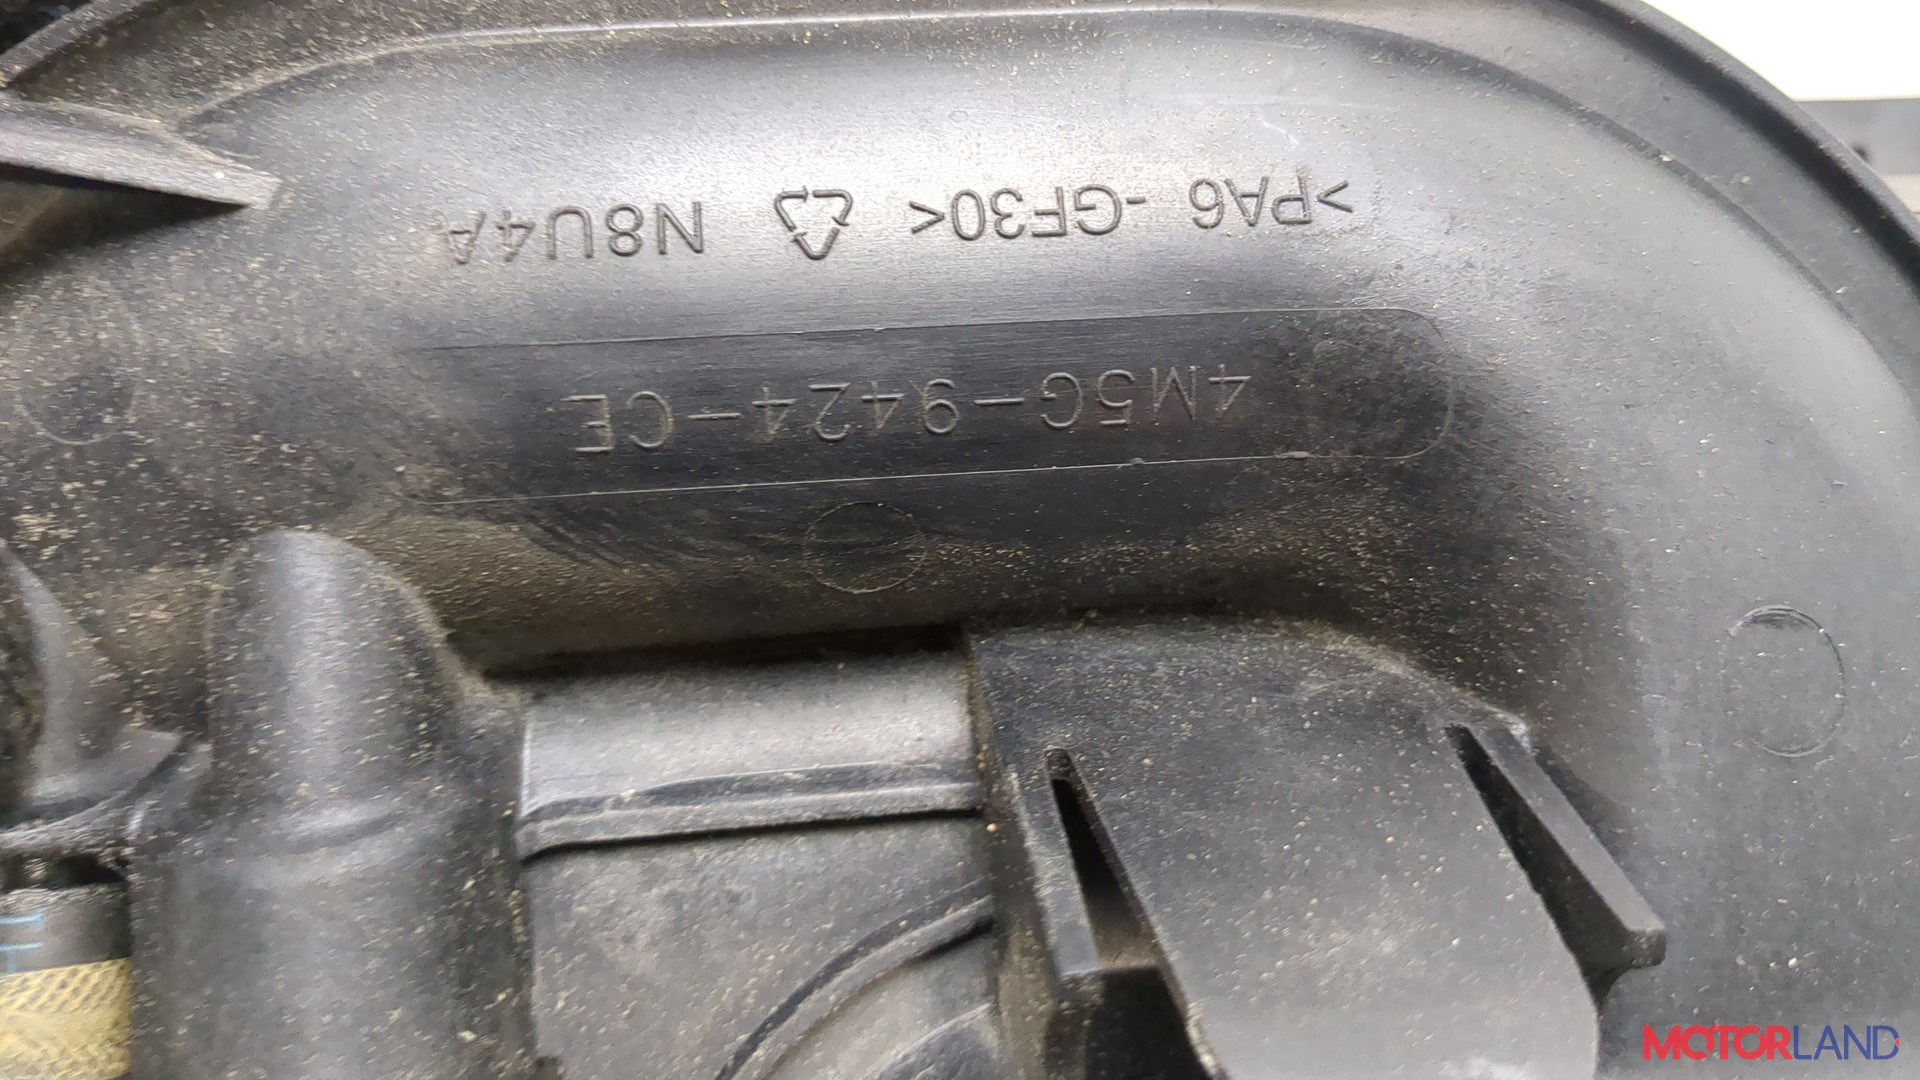 4M5G-9424-CE
>PA6 -GF30< N8U4A
MOTORLAND